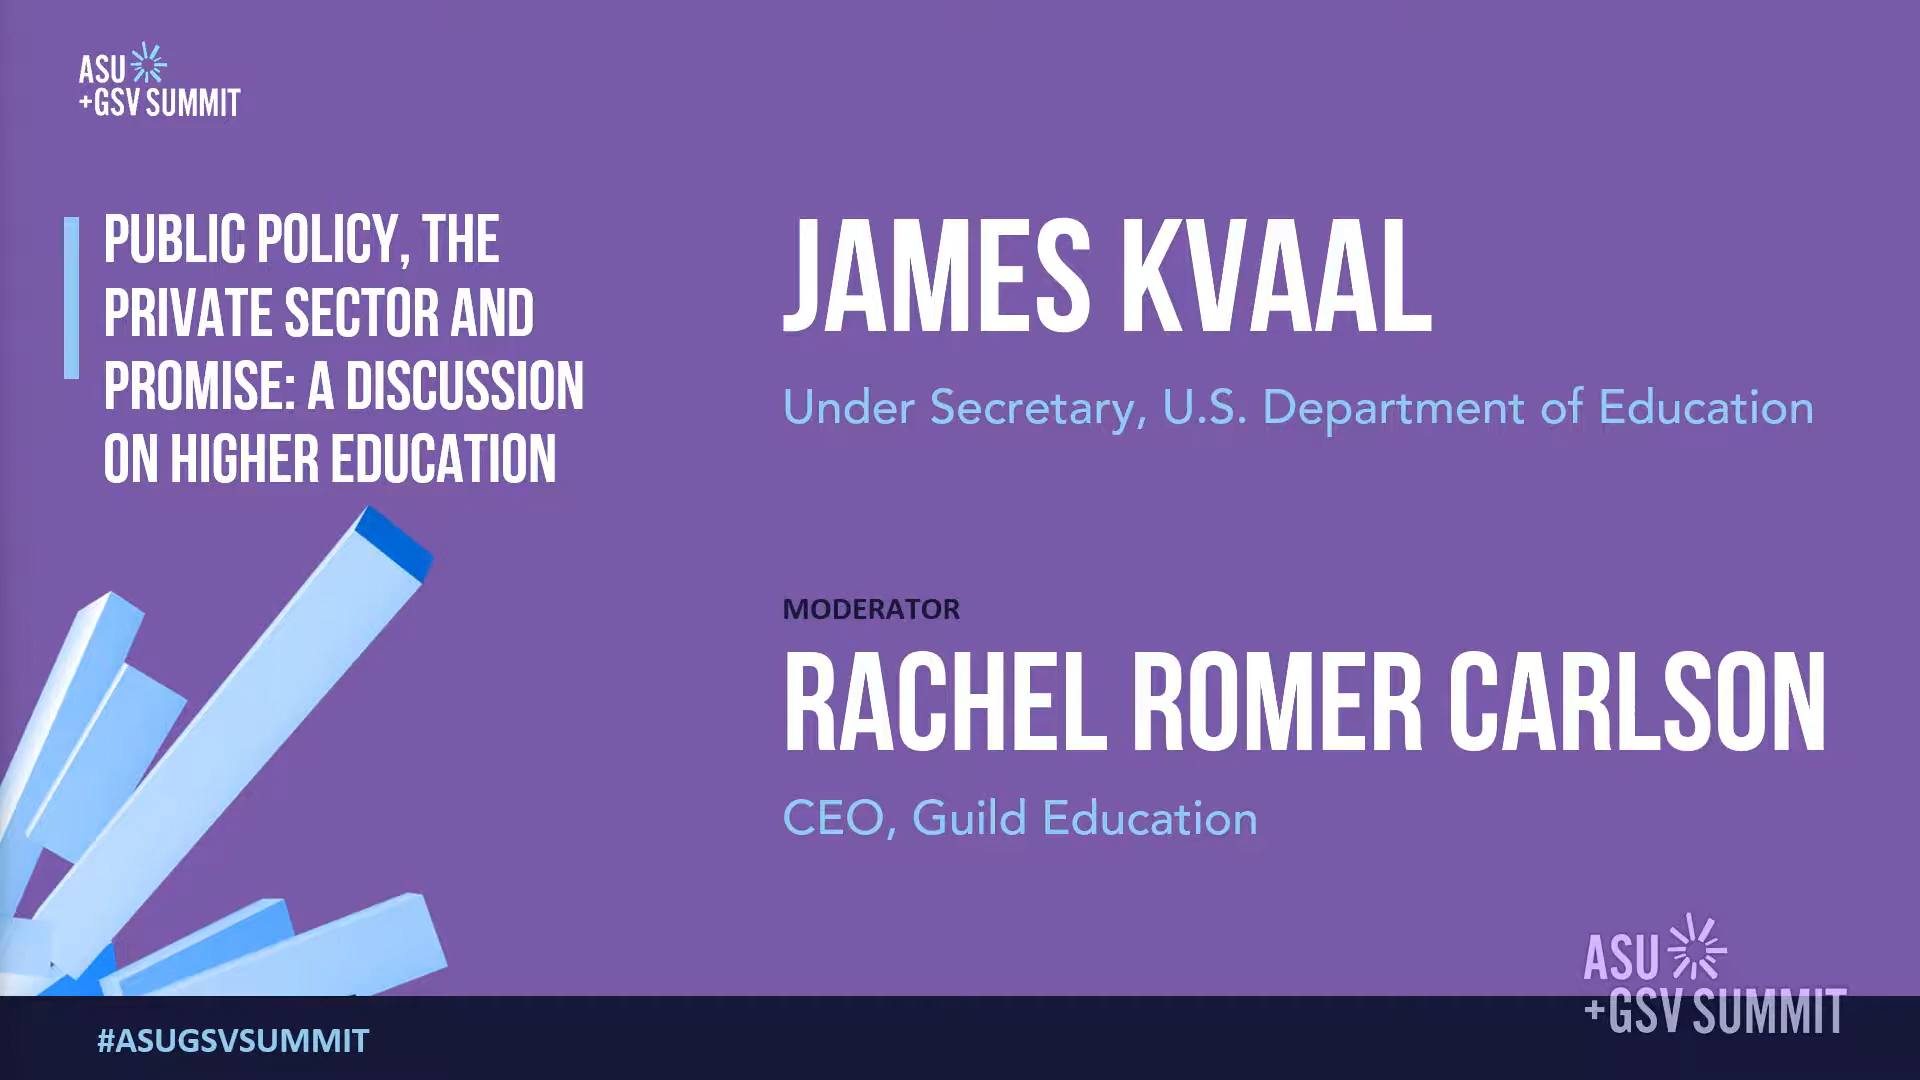 ASU
+GSV SUMMIT
PUBLIC POLICY, THE
PRIVATE SECTOR AND
PROMISE: A DISCUSSION
ON HIGHER EDUCATION
JAMES KVAAL
Under Secretary, U.S. Department of Education
MODERATOR
RACHEL ROMER CARLSON
CEO, Guild Education
#ASUGSVSUMMIT
ASU
+GSV SUMMIT